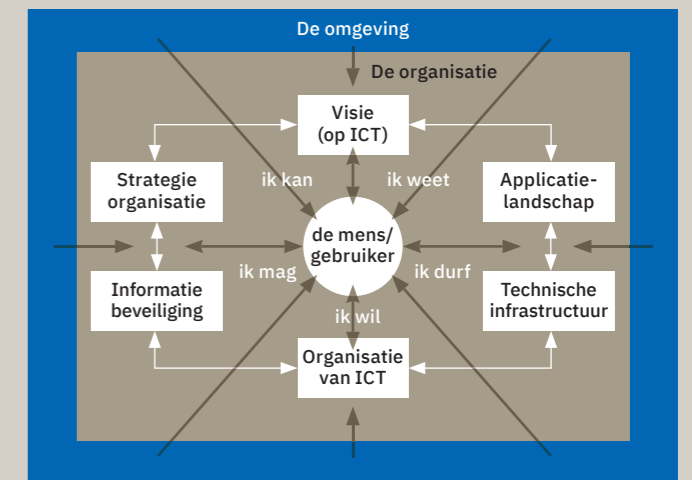 De omgeving
De organisatie
Visie
(op ICT)
ik kan
ik weet
Strategie
organisatie
Applicatie-
landschap
de mens/
gebruiker
ik mag
ik durf
Informatie
beveiliging
Technische
infrastructuur
ik wil
Organisatie
van ICT